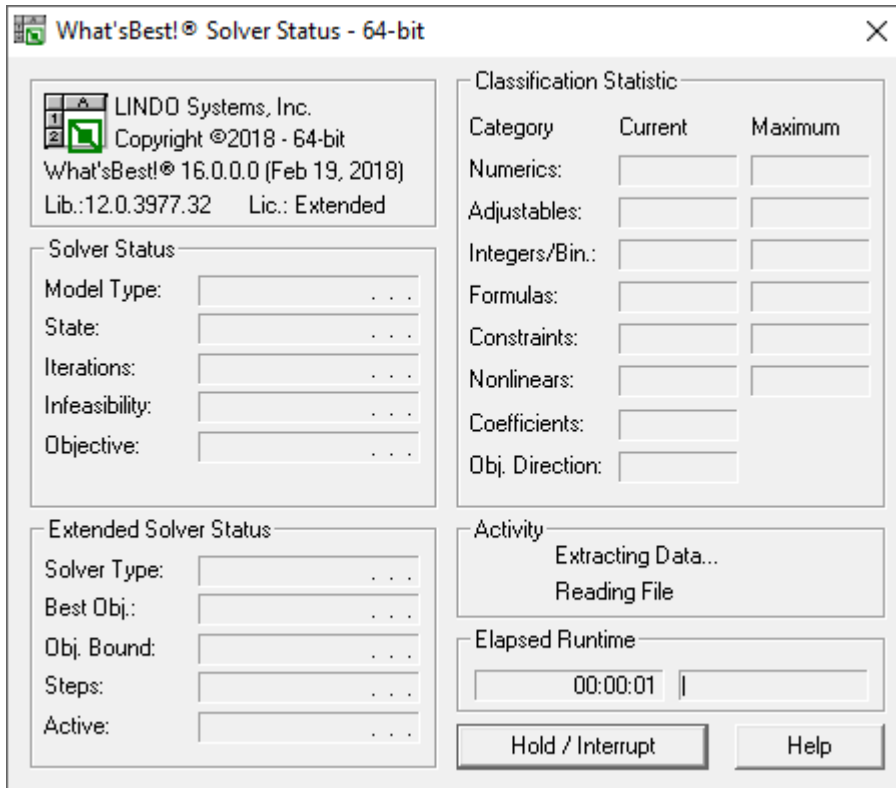 What'sBest!® Solver Status - 64-bit
LINDO Systems, Inc.
Copyright ©2018 - 64-bit
What'sBest!® 16.0.0.0 (Feb 19, 2018)
Lib.:12.0.3977.32 Lic.: Extended
Solver Status
Model Type: . . .
State: . . .
Iterations: . . .
Infeasibility: . . .
Objective: . . .
Extended Solver Status
Solver Type: . . .
Best Obj.: . . .
Obj. Bound: . . .
Steps: . . .
Active: . . .
Classification Statistic
Category Current Maximum
Numerics:
Adjustables:
Integers/Bin.:
Formulas:
Constraints:
Nonlinears:
Coefficients:
Obj. Direction:
Activity
Extracting Data...
Reading File
Elapsed Runtime
00:00:01 |
Hold / Interrupt Help